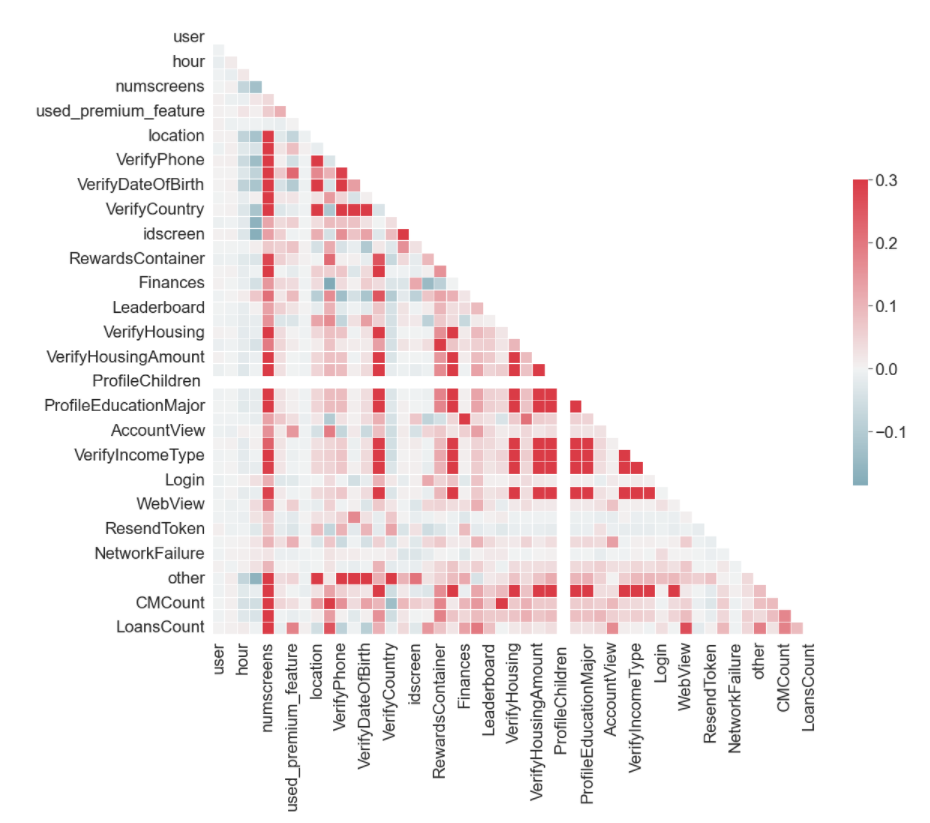 user
hour
numscreens
used_premium_feature
location
VerifyPhone
VerifyDateOfBirth
VerifyCountry
idscreen
RewardsContainer
Finances
Leaderboard
VerifyHousing
VerifyHousingAmount
ProfileChildren
ProfileEducationMajor
AccountView
VerifyIncomeType
Login
WebView
ResendToken
NetworkFailure
other
CMCount
LoansCount
0.3
0.2
0.1
0.0
−0.1
user
hour
numscreens
used_premium_feature
location
VerifyPhone
VerifyDateOfBirth
VerifyCountry
idscreen
RewardsContainer
Finances
Leaderboard
VerifyHousing
VerifyHousingAmount
ProfileChildren
ProfileEducationMajor
AccountView
VerifyIncomeType
Login
WebView
ResendToken
NetworkFailure
other
CMCount
LoansCount